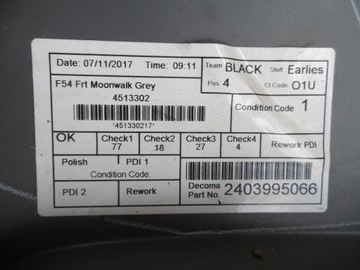 Date: 07/11/2017 Time: 09:11 Team BLACK Shift Earlies
Pos 4 Cl Code O1U
F54 Frt Moonwalk Grey
4513302
Condition Code 1
*451330217*
OK Check1 Check2 Check3 Check4 Rework PDI
77 18 27 4
Polish PDI 1
Condition Code:
PDI 2 Rework Decoma Part No 2403995066